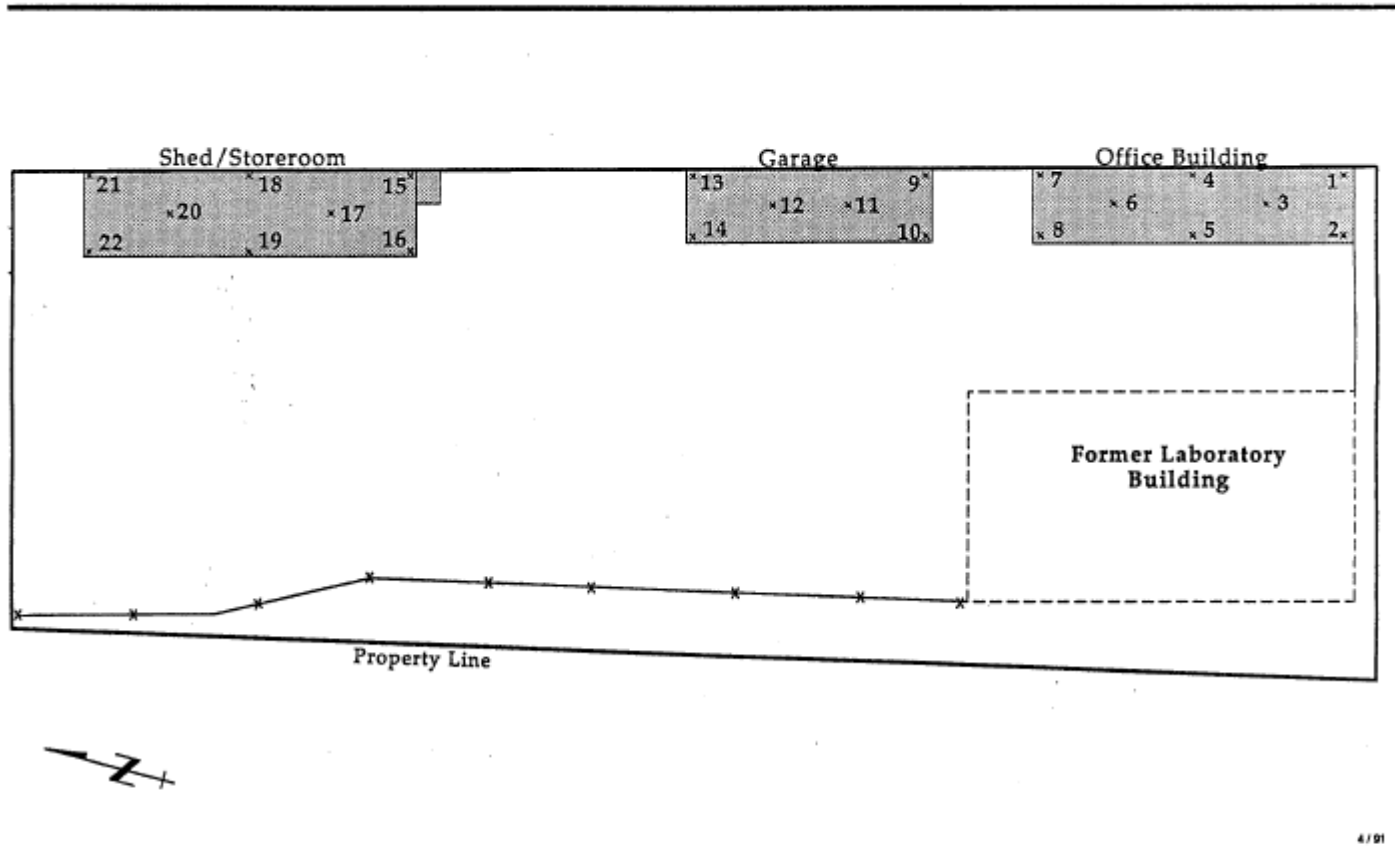 Shed/Storeroom Garage Office Building
21 18 15 13 9 7 4 1
20 17 12 11 6 3
22 19 16 14 10 8 5 2
Former Laboratory
Building
Property Line
N
4/91